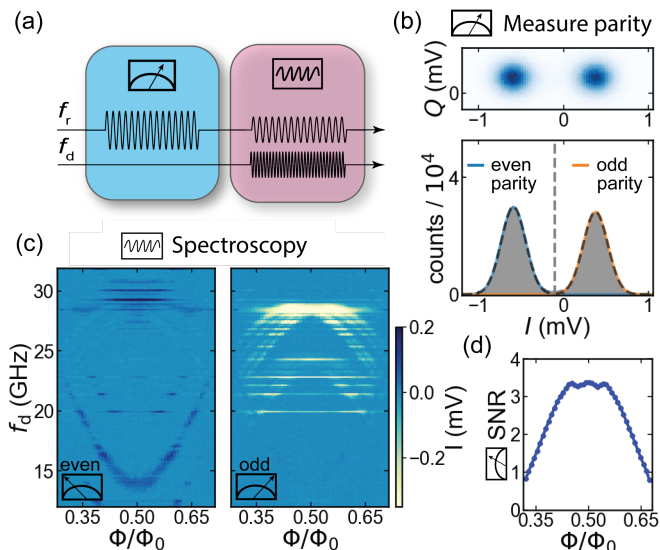 (a)
f_r
f_d
(b)
Measure parity
Q (mV)
0
−1 0 1
counts / 10^4
even parity
odd parity
5
0
−1 0 1
I (mV)
(c)
Spectroscopy
f_d (GHz)
30
25
20
15
even
odd
0.35 0.50 0.65
0.35 0.50 0.65
Φ/Φ_0
Φ/Φ_0
0.2
0.0
−0.2
I (mV)
(d)
SNR
4
3
2
1
0
0.35 0.50 0.65
Φ/Φ_0